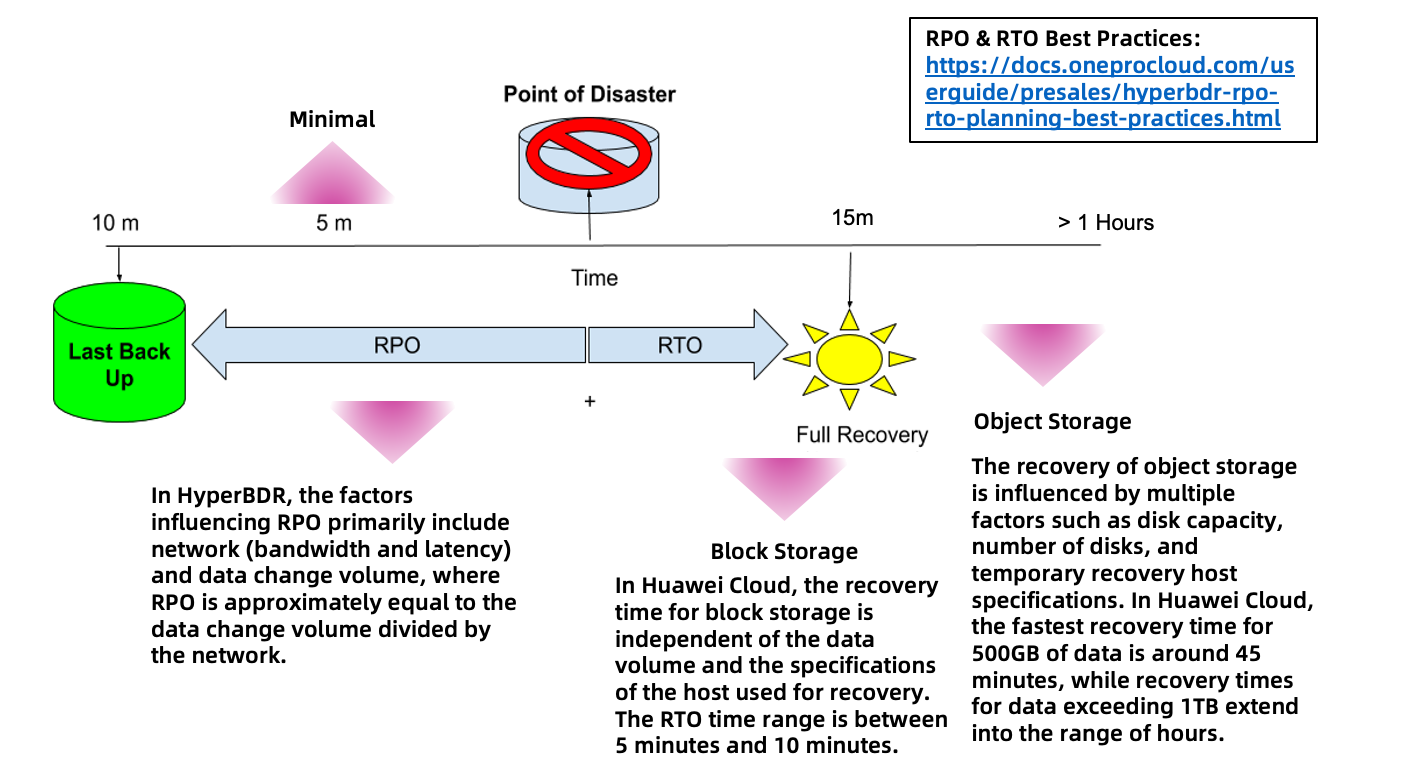 RPO & RTO Best Practices:
https://docs.oneprocloud.com/us
erguide/presales/hyperbdr-rpo-
rto-planning-best-practices.html
Point of Disaster
Minimal
10 m
5 m
15m
> 1 Hours
Time
Last Back
Up
RPO
RTO
+
Full Recovery
In HyperBDR, the factors
influencing RPO primarily include
network (bandwidth and latency)
and data change volume, where
RPO is approximately equal to the
data change volume divided by
the network.
Block Storage
In Huawei Cloud, the recovery
time for block storage is
independent of the data
volume and the specifications
of the host used for recovery.
The RTO time range is between
5 minutes and 10 minutes.
Object Storage
The recovery of object storage
is influenced by multiple
factors such as disk capacity,
number of disks, and
temporary recovery host
specifications. In Huawei Cloud,
the fastest recovery time for
500GB of data is around 45
minutes, while recovery times
for data exceeding 1TB extend
into the range of hours.